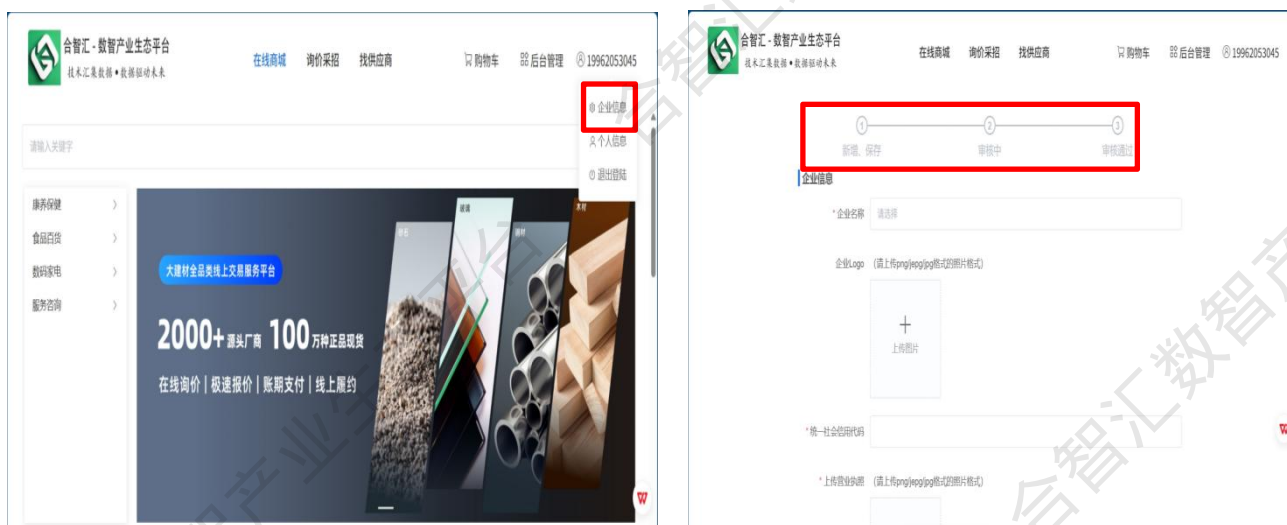 合智汇 - 数智产业生态平台
技术汇集数据•数据驱动未来
在线商城 询价采招 找供应商 购物车 后台管理 19962053045
企业信息
个人信息
退出登陆
请输入关键字
康养保健
食品百货
数码家电
服务咨询
大建材全品类线上交易服务平台
2000+ 源头厂商 100 万种正品现货
在线询价 | 极速报价 | 账期支付 | 线上履约
玻璃
木材
钢材
合智汇 - 数智产业生态平台
技术汇集数据•数据驱动未来
在线商城 询价采招 找供应商 购物车 后台管理 19962053045
1 2 3
新增、保存 审核中 审核通过
企业信息
*企业名称 请选择
企业Logo (请上传png/jepg/jpg格式的照片格式)
上传图片
*统一社会信用代码
*上传营业执照 (请上传png/jepg/jpg格式的照片格式)